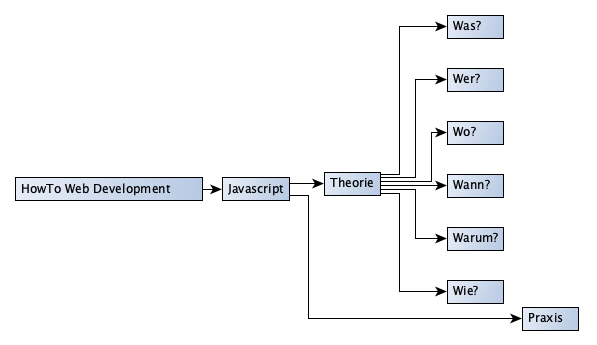 Was?
Wer?
Wo?
HowTo Web Development
Javascript
Theorie
Wann?
Warum?
Wie?
Praxis